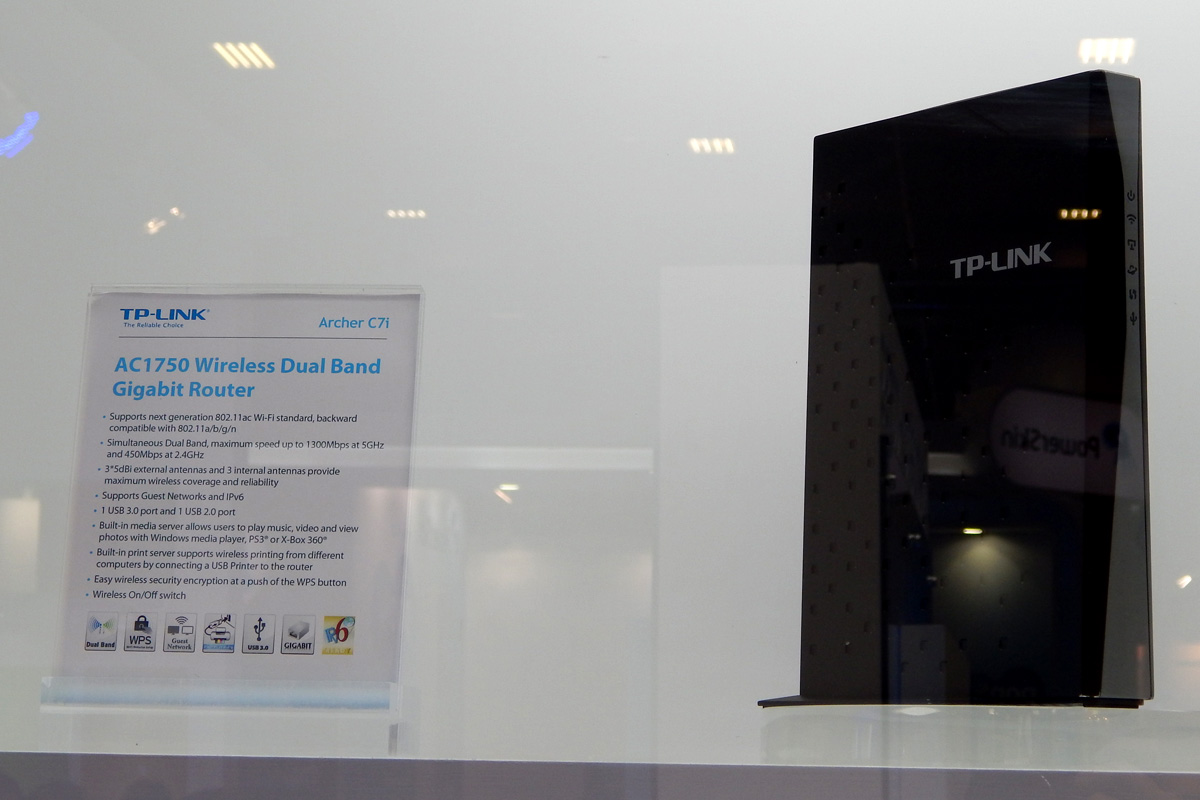 TP-LINK®
The Reliable Choice
Archer C7i
AC1750 Wireless Dual Band
Gigabit Router
• Supports next generation 802.11ac Wi-Fi standard, backward
compatible with 802.11a/b/g/n
• Simultaneous Dual Band, maximum speed up to 1300Mbps at 5GHz
and 450Mbps at 2.4GHz
• 3*5dBi external antennas and 3 internal antennas provide
maximum wireless coverage and reliability
• Supports Guest Networks and IPv6
• 1 USB 3.0 port and 1 USB 2.0 port
• Built-in media server allows users to play music, video and view
photos with Windows media player, PS3® or X-Box 360®
• Built-in print server supports wireless printing from different
computers by connecting a USB Printer to the router
• Easy wireless security encryption at a push of the WPS button
• Wireless On/Off switch
Dual Band
WPS
Guest
Network
USB 3.0
GIGABIT
IPv6
TP-LINK
PowerSkin